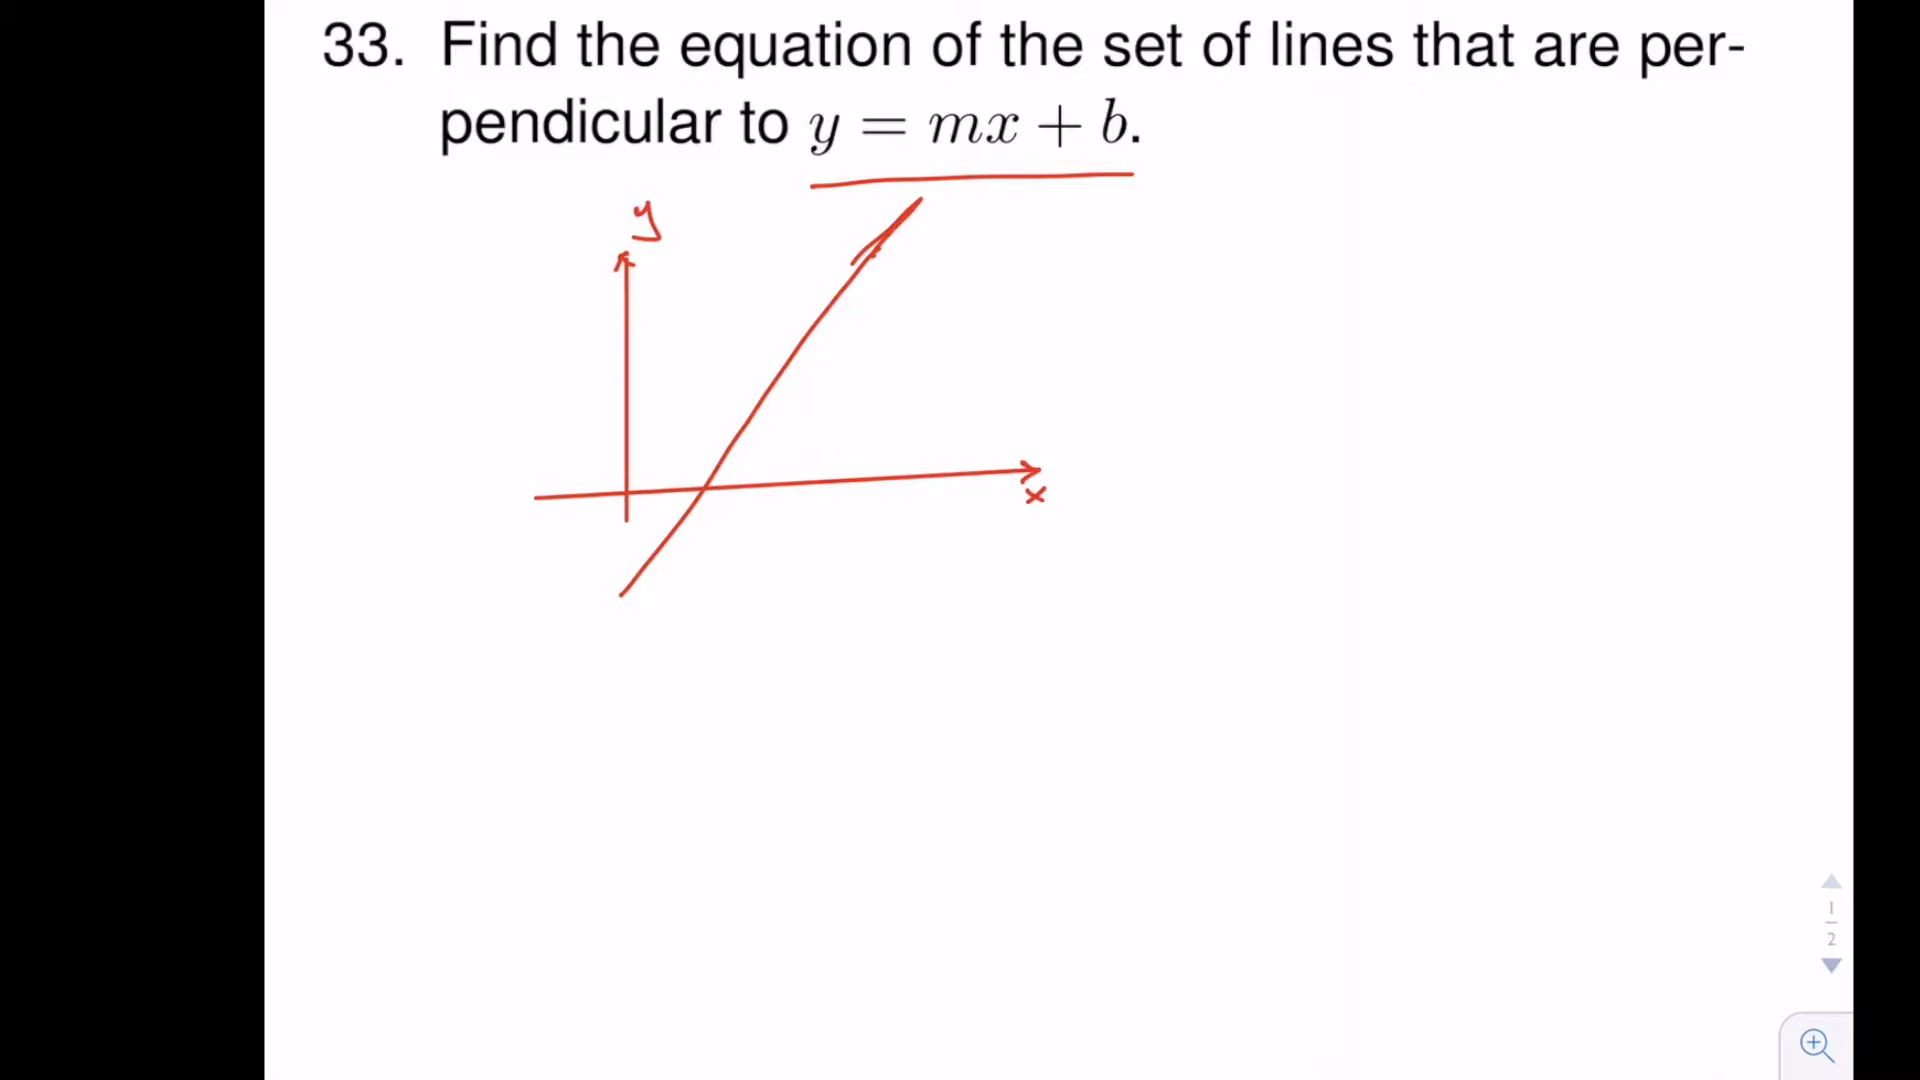 33. Find the equation of the set of lines that are per-
pendicular to y = mx + b.
y
x
1
2